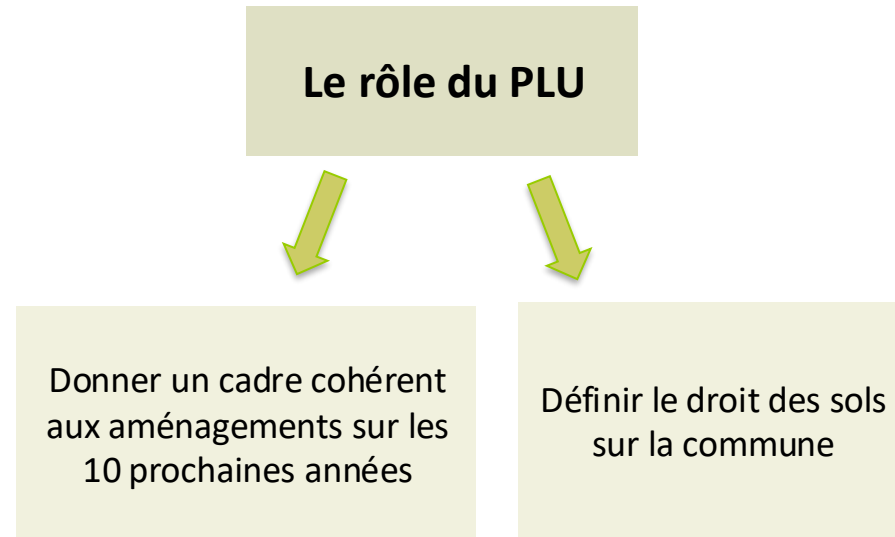 Le rôle du PLU
Donner un cadre cohérent
aux aménagements sur les
10 prochaines années
Définir le droit des sols
sur la commune